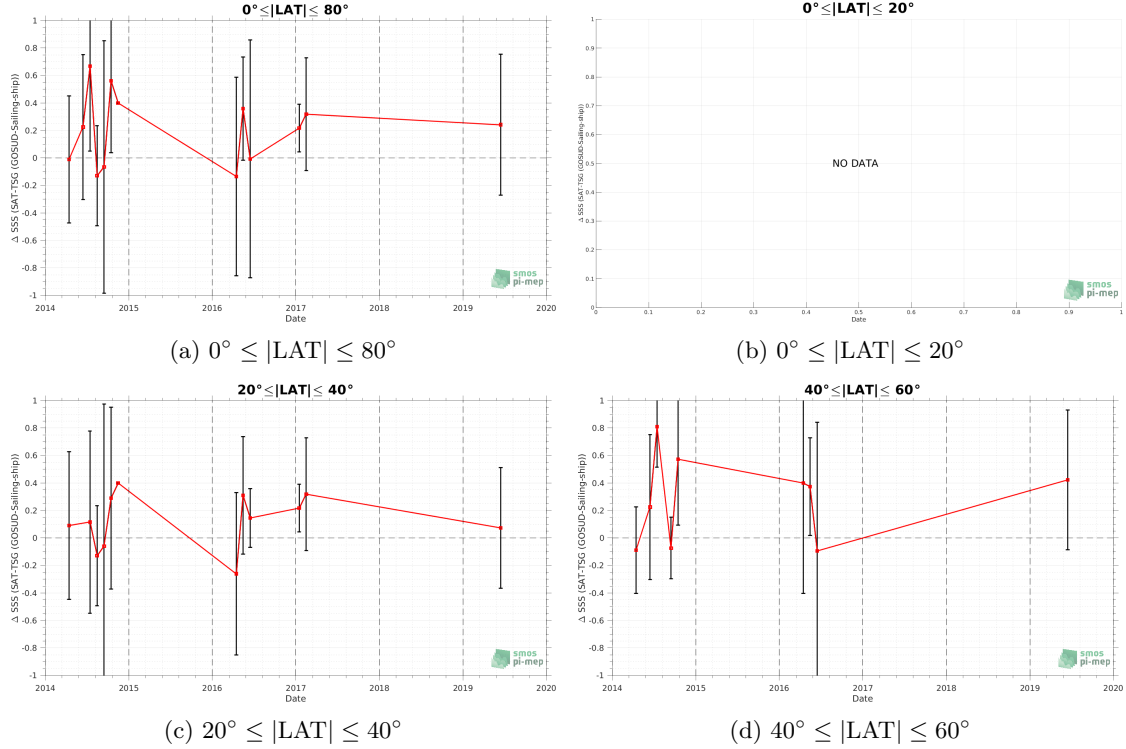 0°≤|LAT|≤ 80°
1
0.8
0.6
0.4
0.2
0
-0.2
-0.4
-0.6
-0.8
-1
Δ SSS (SAT-TSG (GOSUD-Sailing-ship))
2014 2015 2016 2017 2018 2019 2020
Date
smos
pi-mep
(a) 0° ≤ |LAT| ≤ 80°
0°≤|LAT|≤ 20°
1
0.9
0.8
0.7
0.6
0.5
0.4
0.3
0.2
0.1
0
Δ SSS (SAT-TSG (GOSUD-Sailing-ship))
NO DATA
0 0.1 0.2 0.3 0.4 0.5 0.6 0.7 0.8 0.9 1
Date
smos
pi-mep
(b) 0° ≤ |LAT| ≤ 20°
20°≤|LAT|≤ 40°
1
0.8
0.6
0.4
0.2
0
-0.2
-0.4
-0.6
-0.8
-1
Δ SSS (SAT-TSG (GOSUD-Sailing-ship))
2014 2015 2016 2017 2018 2019 2020
Date
smos
pi-mep
(c) 20° ≤ |LAT| ≤ 40°
40°≤|LAT|≤ 60°
1
0.8
0.6
0.4
0.2
0
-0.2
-0.4
-0.6
-0.8
-1
Δ SSS (SAT-TSG (GOSUD-Sailing-ship))
2014 2015 2016 2017 2018 2019 2020
Date
smos
pi-mep
(d) 40° ≤ |LAT| ≤ 60°